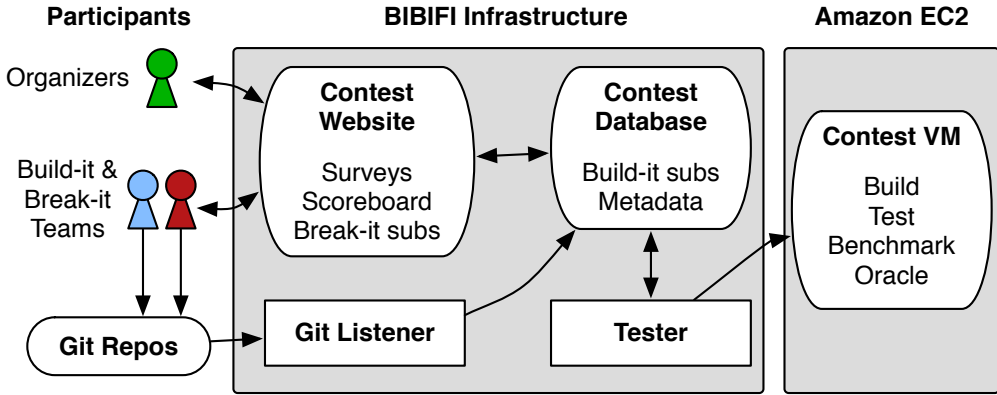 Participants
BIBIFI Infrastructure
Amazon EC2
Organizers
Build-it &
Break-it
Teams
Git Repos
Contest
Website
Surveys
Scoreboard
Break-it subs
Contest
Database
Build-it subs
Metadata
Git Listener
Tester
Contest VM
Build
Test
Benchmark
Oracle